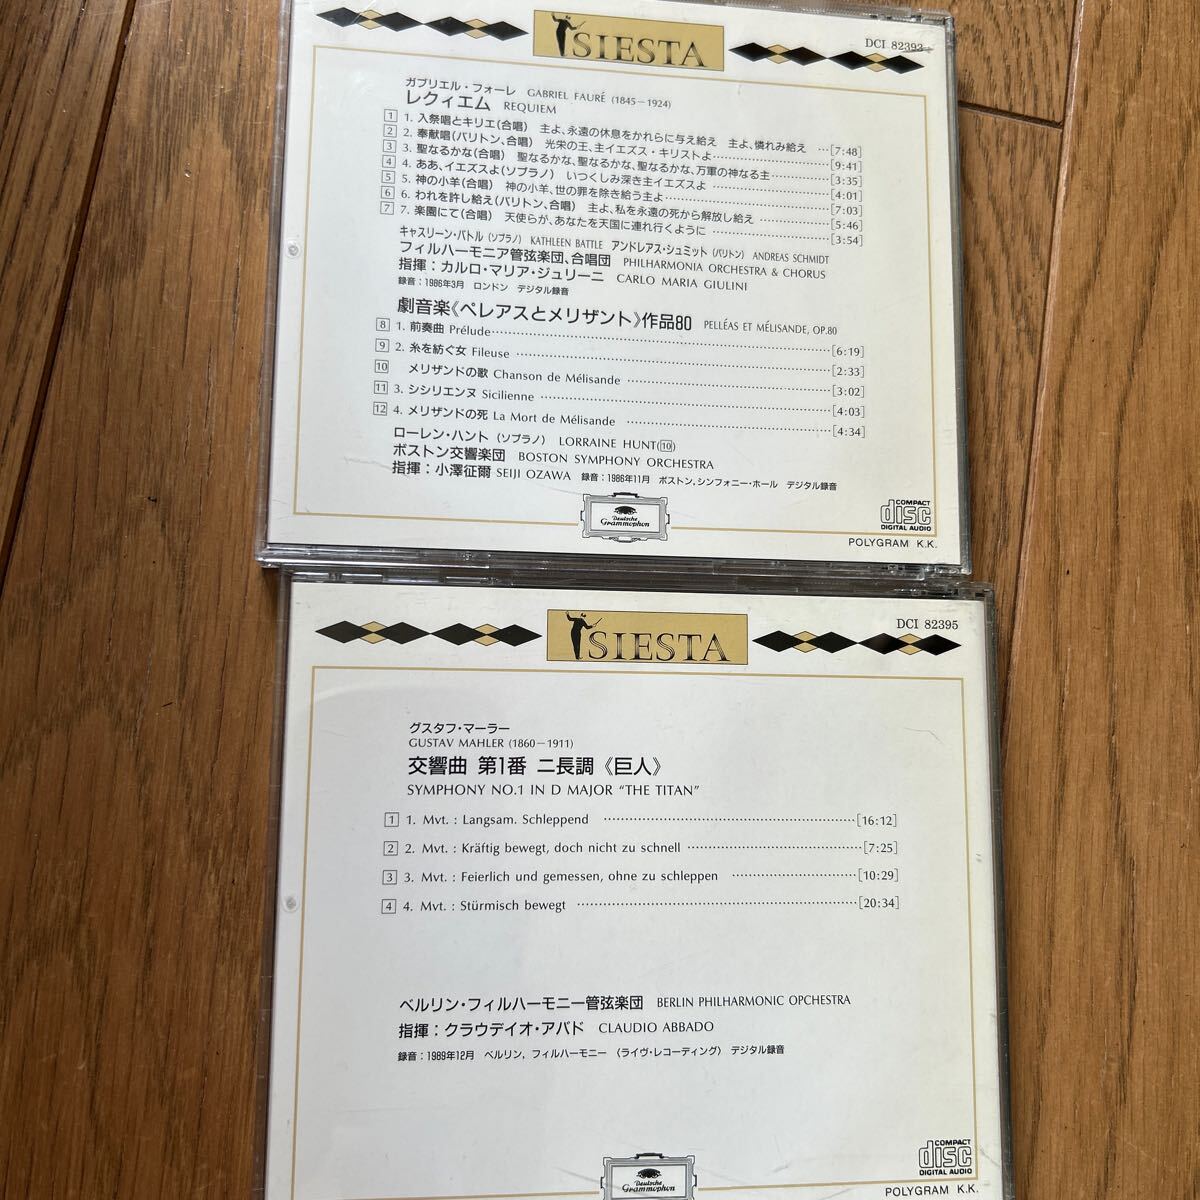 SIESTA
DCI 82393
ガブリエル・フォーレ GABRIEL FAURÉ (1845−1924)
レクィエム REQUIEM
1 1. 入祭唱とキリエ(合唱) 主よ、永遠の休息をかれらに与え給え 主よ、憐れみ給え …[7:48]
2 2. 奉献唱(バリトン、合唱) 光栄の王、主イエズス・キリストよ…[9:41]
3 3. 聖なるかな(合唱) 聖なるかな、聖なるかな、聖なるかな、万軍の神なる主…[3:35]
4 4. ああ、イエズスよ(ソプラノ) いつくしみ深き主イエズスよ…[4:01]
5 5. 神の小羊(合唱) 神の小羊、世の罪を除き給う主よ…[7:03]
6 6. われを許し給え(バリトン、合唱) 主よ、私を永遠の死から解放し給え…[5:46]
7 7. 楽園にて(合唱) 天使らが、あなたを天国に連れ行くように…[3:54]
キャスリーン・バトル(ソプラノ) KATHLEEN BATTLE アンドレアス・シュミット(バリトン) ANDREAS SCHMIDT
フィルハーモニア管弦楽団、合唱団 PHILHARMONIA ORCHESTRA & CHORUS
指揮：カルロ・マリア・ジュリーニ CARLO MARIA GIULINI
録音：1986年3月 ロンドン デジタル録音
劇音楽《ペレアスとメリザント》作品80 PELLÉAS ET MÉLISANDE, OP.80
8 1. 前奏曲 Prélude…[6:19]
9 2. 糸を紡ぐ女 Fileuse…[2:33]
10 メリザンドの歌 Chanson de Mélisande…[3:02]
11 3. シシリエンヌ Sicilienne…[4:03]
12 4. メリザンドの死 La Mort de Mélisande…[4:34]
ローレン・ハント(ソプラノ) LORRAINE HUNT(10)
ボストン交響楽団 BOSTON SYMPHONY ORCHESTRA
指揮：小澤征爾 SEIJI OZAWA 録音：1986年11月 ボストン, シンフォニー・ホール デジタル録音
Deutsche Grammophon
COMPACT disc DIGITAL AUDIO
POLYGRAM K.K.
SIESTA
DCI 82395
グスタフ・マーラー
GUSTAV MAHLER (1860−1911)
交響曲 第1番 ニ長調《巨人》
SYMPHONY NO.1 IN D MAJOR "THE TITAN"
1 1. Mvt. : Langsam. Schleppend…[16:12]
2 2. Mvt. : Kräftig bewegt, doch nicht zu schnell…[7:25]
3 3. Mvt. : Feierlich und gemessen, ohne zu schleppen…[10:29]
4 4. Mvt. : Stürmisch bewegt…[20:34]
ベルリン・フィルハーモニー管弦楽団 BERLIN PHILHARMONIC OPCHESTRA
指揮：クラウデイオ・アバド CLAUDIO ABBADO
録音：1989年12月 ベルリン, フィルハーモニー 〈ライヴ・レコーディング〉 デジタル録音
COMPACT disc DIGITAL AUDIO
Deutsche Grammophon
POLYGRAM K.K.